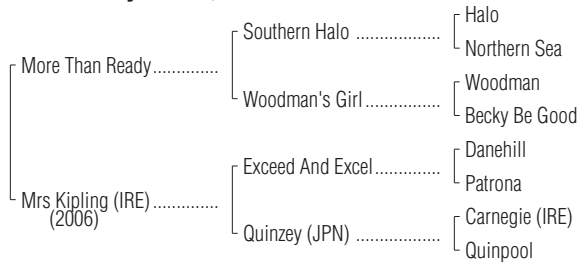 Halo
Southern Halo ..................
Northern Sea
More Than Ready..............
Woodman
Woodman's Girl ................
Becky Be Good
Danehill
Exceed And Excel..............
Patrona
Mrs Kipling (IRE) ..............
(2006)
Carnegie (IRE)
Quinzey (JPN) ..................
Quinpool